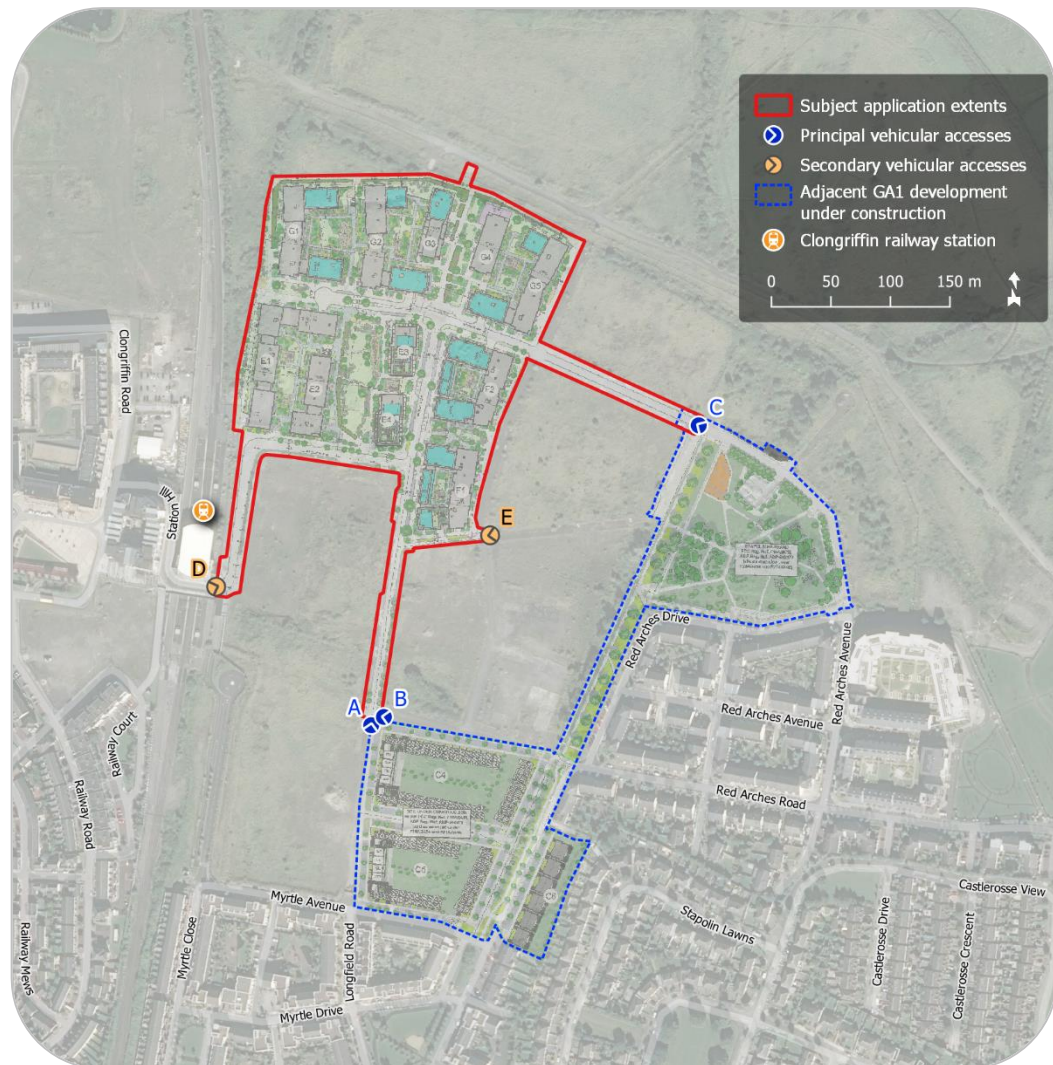 Subject application extents
Principal vehicular accesses
Secondary vehicular accesses
Adjacent GA1 development
under construction
Clongriffin railway station
0 50 100 150 m
G1
G2
G3
G4
G5
E1
E2
E3
E4
F2
F1
C
Clongriffin Road
Station Hill
E
D
A
B
Red Arches Drive
Red Arches Avenue
Red Arches Avenue
Red Arches Road
Railway Court
Railway Road
Railway Mews
Myrtle Close
Myrtle Avenue
Longfield Road
Myrtle Drive
Stapolin Lawns
Castlerosse View
Castlerosse Drive
Castlerosse Crescent